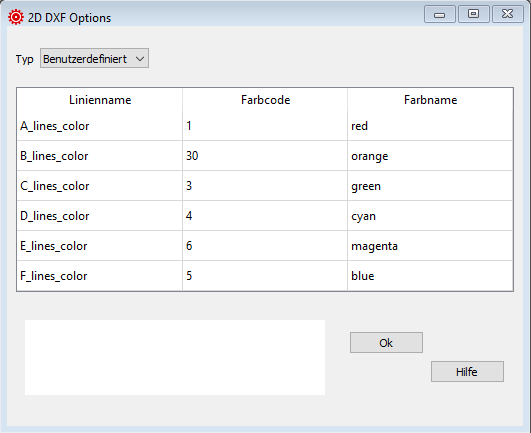 2D DXF Options
Typ Benutzerdefiniert
Linienname Farbcode Farbname
A_lines_color 1 red
B_lines_color 30 orange
C_lines_color 3 green
D_lines_color 4 cyan
E_lines_color 6 magenta
F_lines_color 5 blue
Ok
Hilfe